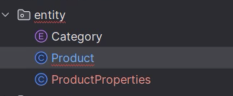 entity
E Category
C Product
C ProductProperties